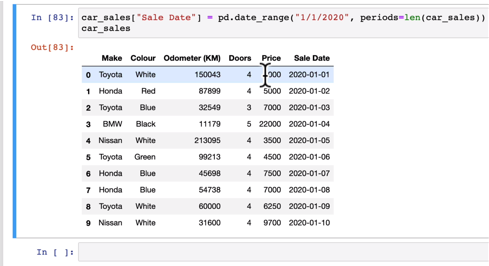 In [83]: car_sales["Sale Date"] = pd.date_range("1/1/2020", periods=len(car_sales))
car_sales
Out[83]:
Make Colour Odometer (KM) Doors Price Sale Date
0 Toyota White 150043 4 2020-01-01
1 Honda Red 87899 4 5000 2020-01-02
2 Toyota Blue 32549 3 7000 2020-01-03
3 BMW Black 11179 5 22000 2020-01-04
4 Nissan White 213095 4 3500 2020-01-05
5 Toyota Green 99213 4 4500 2020-01-06
6 Honda Blue 45698 4 7500 2020-01-07
7 Honda Blue 54738 4 7000 2020-01-08
8 Toyota White 60000 4 6250 2020-01-09
9 Nissan White 31600 4 9700 2020-01-10
In [ ]: